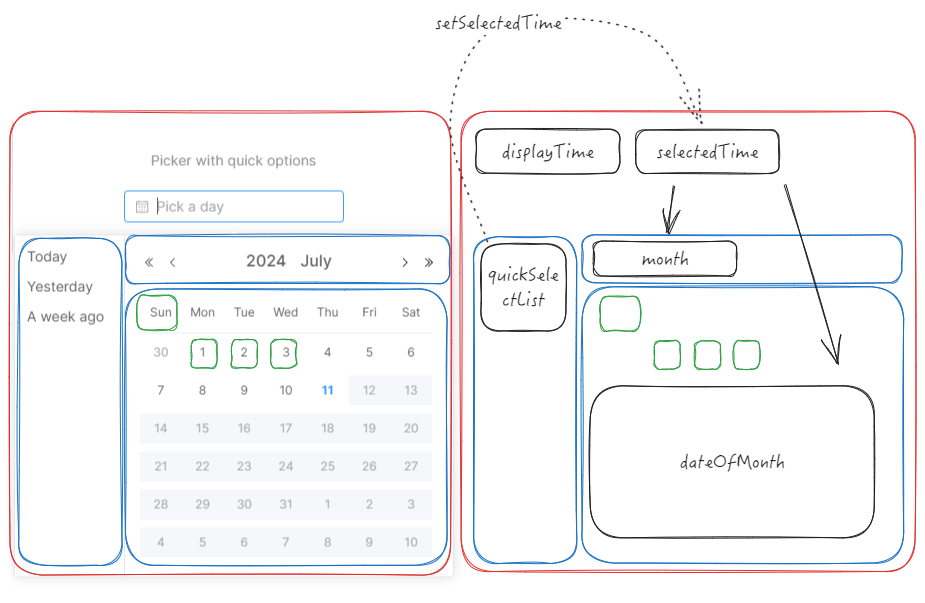 setSelectedTime
Picker with quick options
Pick a day
Today
Yesterday
A week ago
« ‹ 2024 July › »
Sun Mon Tue Wed Thu Fri Sat
30 1 2 3 4 5 6
7 8 9 10 11 12 13
14 15 16 17 18 19 20
21 22 23 24 25 26 27
28 29 30 31 1 2 3
4 5 6 7 8 9 10
displayTime
selectedTime
quickSele
ctList
month
dateOfMonth